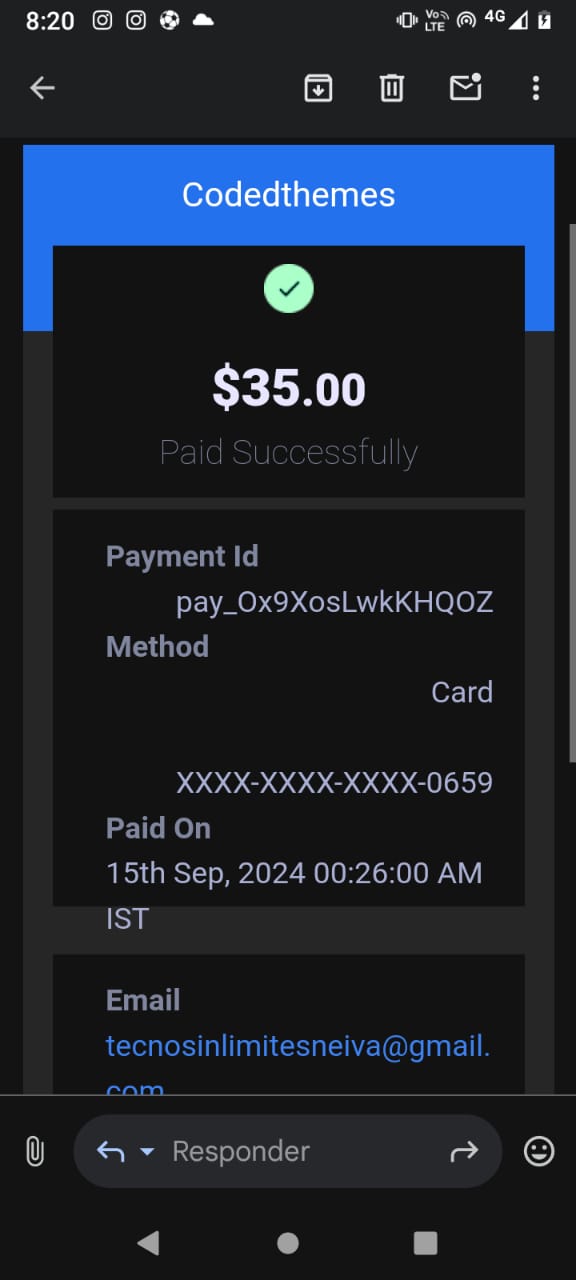 8:20
Vo
LTE
4G
Codedthemes
$35.00
Paid Successfully
Payment Id
pay_Ox9XosLwkKHQOZ
Method
Card
XXXX-XXXX-XXXX-0659
Paid On
15th Sep, 2024 00:26:00 AM
IST
Email
tecnosinlimitesneiva@gmail.
com
Responder